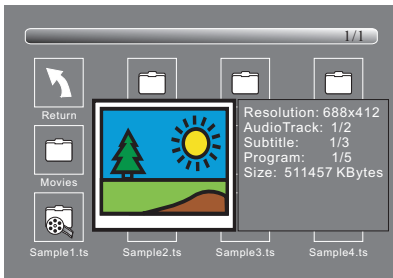 1/1
Return
Resolution: 688x412
AudioTrack: 1/2
Subtitle: 1/3
Program: 1/5
Size: 511457 KBytes
Movies
Sample1.ts Sample2.ts Sample3.ts Sample4.ts